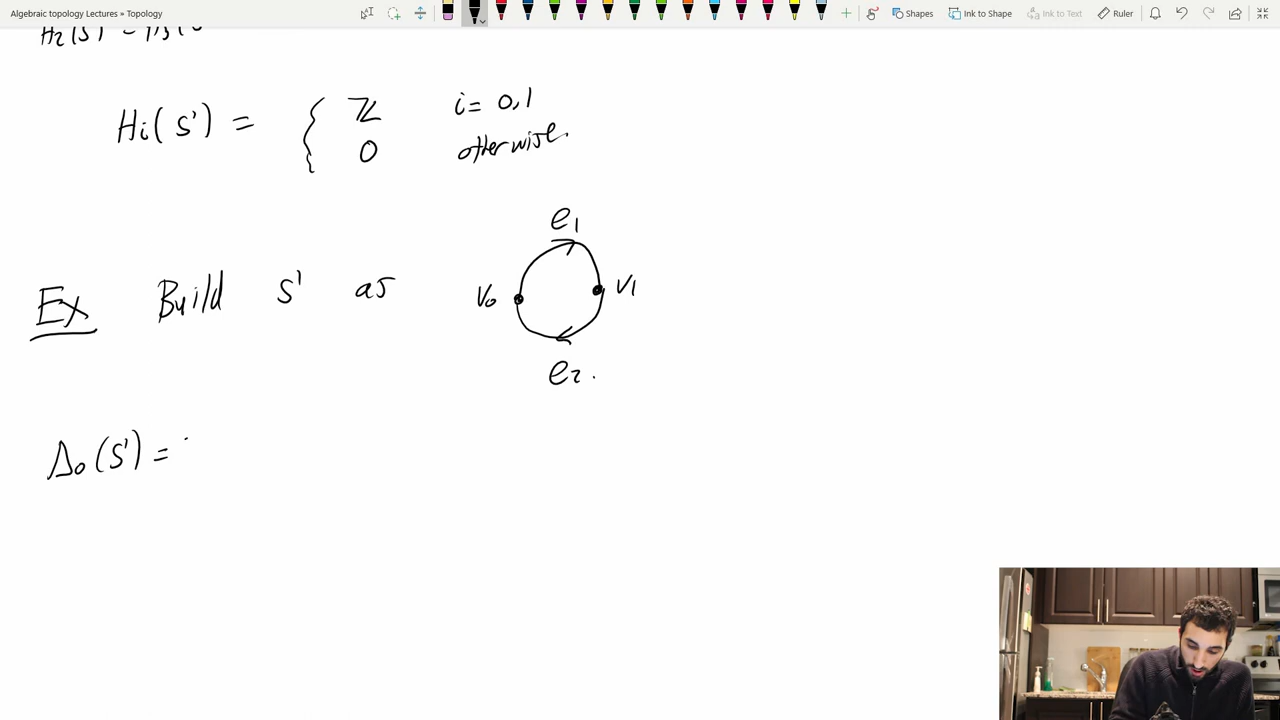 Algebraic topology Lectures » Topology
Shapes Ink to Shape Ink to Text Ruler
Hi(S¹) = { ℤ i = 0,1
0 otherwise.
e₁
Ex Build S¹ as v₀ v₁
e₂.
Δ₀(S¹) =